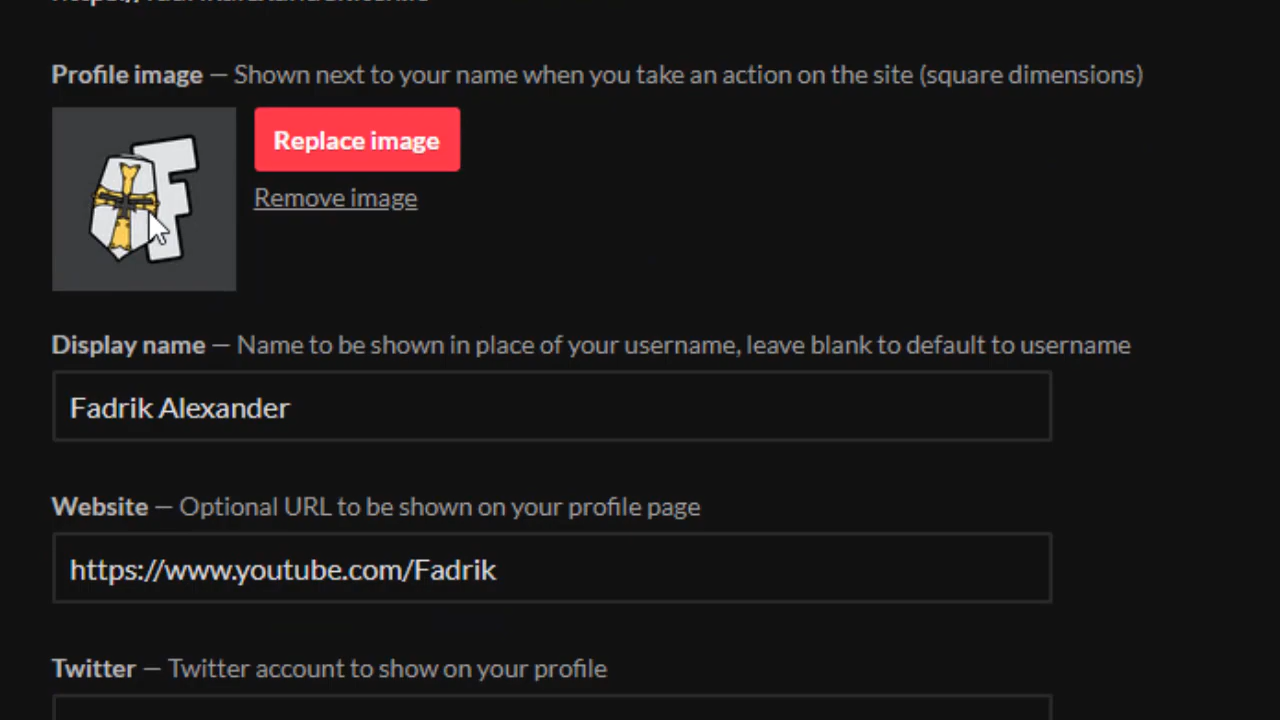 Profile image — Shown next to your name when you take an action on the site (square dimensions)
F
Replace image
Remove image
Display name — Name to be shown in place of your username, leave blank to default to username
Fadrik Alexander
Website — Optional URL to be shown on your profile page
https://www.youtube.com/Fadrik
Twitter — Twitter account to show on your profile